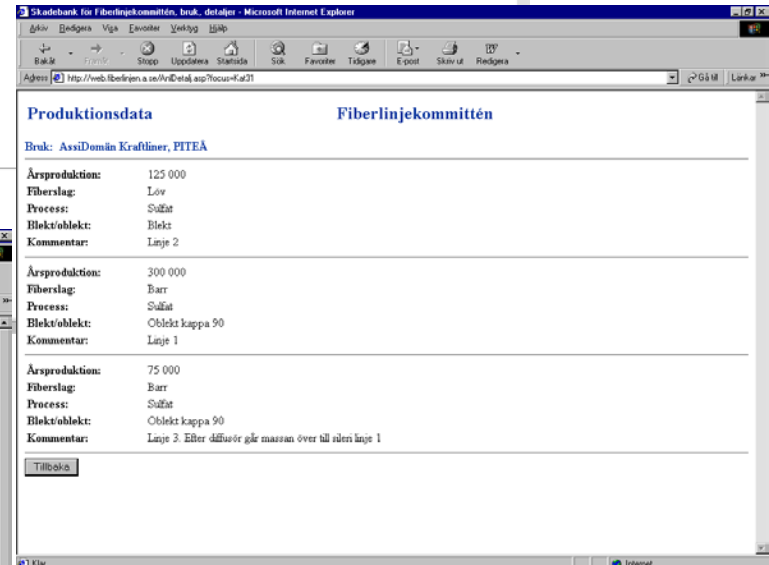 Skadebank för Fiberlinjekommittén, bruk, detaljer - Microsoft Internet Explorer
Arkiv Redigera Visa Favoriter Verktyg Hjälp
Bakåt Framåt Stopp Uppdatera Startsida Sök Favoriter Tidigare E-post Skriv ut Redigera
Adress http://web.fiberlinjen.a.se/AnlDetalj.asp?focus=Kat31 Gå till Länkar »
Produktionsdata Fiberlinjekommittén
Bruk: AssiDomän Kraftliner, PITEÅ
Årsproduktion: 125 000
Fiberslag: Löv
Process: Sulfat
Blekt/oblekt: Blekt
Kommentar: Linje 2
Årsproduktion: 300 000
Fiberslag: Barr
Process: Sulfat
Blekt/oblekt: Oblekt kappa 90
Kommentar: Linje 1
Årsproduktion: 75 000
Fiberslag: Barr
Process: Sulfat
Blekt/oblekt: Oblekt kappa 90
Kommentar: Linje 3. Efter diffusör går massan över till sileri linje 1
Tillbaka
Klar Internet